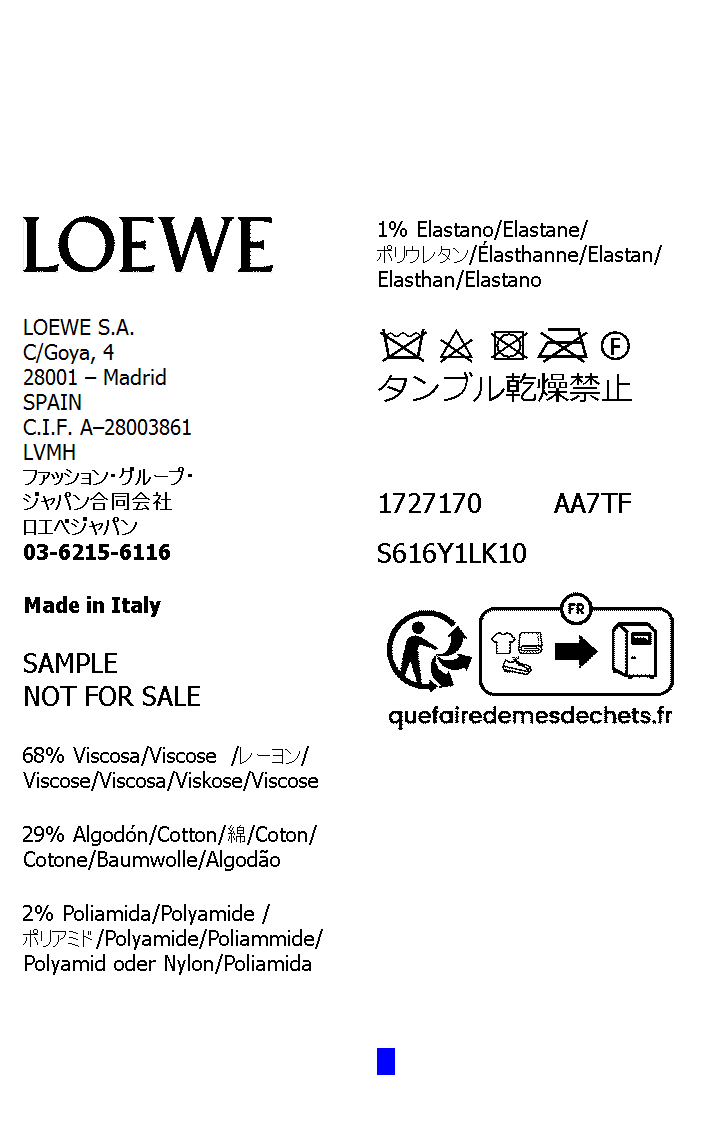 LOEWE
LOEWE S.A.
C/Goya, 4
28001 – Madrid
SPAIN
C.I.F. A–28003861
LVMH
ファッション・グループ・
ジャパン合同会社
ロエベジャパン
03-6215-6116
Made in Italy
SAMPLE
NOT FOR SALE
68% Viscosa/Viscose /レーヨン/
Viscose/Viscosa/Viskose/Viscose
29% Algodón/Cotton/綿/Coton/
Cotone/Baumwolle/Algodão
2% Poliamida/Polyamide /
ポリアミド/Polyamide/Poliammide/
Polyamid oder Nylon/Poliamida
1% Elastano/Elastane/
ポリウレタン/Élasthanne/Elastan/
Elasthan/Elastano
F
タンブル乾燥禁止
1727170 AA7TF
S616Y1LK10
FR
quefairedemesdechets.fr